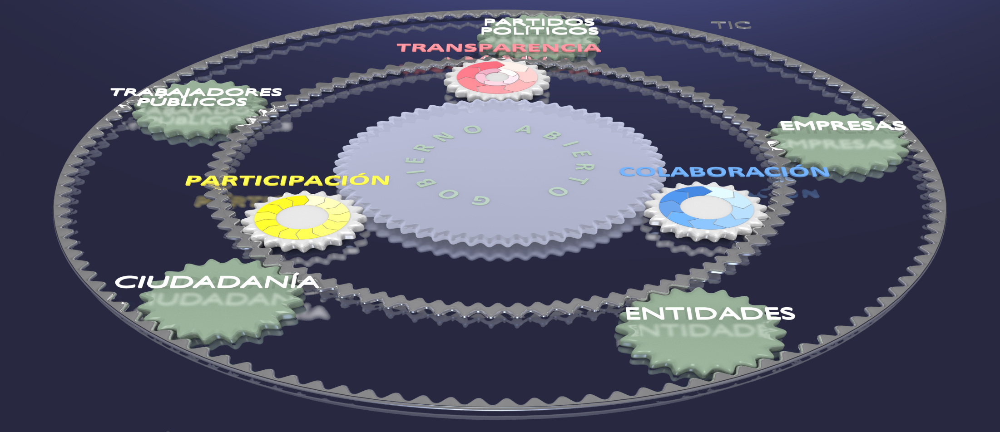 PARTIDOS
POLÍTICOS
TIC
TRANSPARENCIA
TRABAJADORES
PÚBLICOS
EMPRESAS
GOBIERNO ABIERTO
COLABORACIÓN
PARTICIPACIÓN
CIUDADANÍA
ENTIDADES